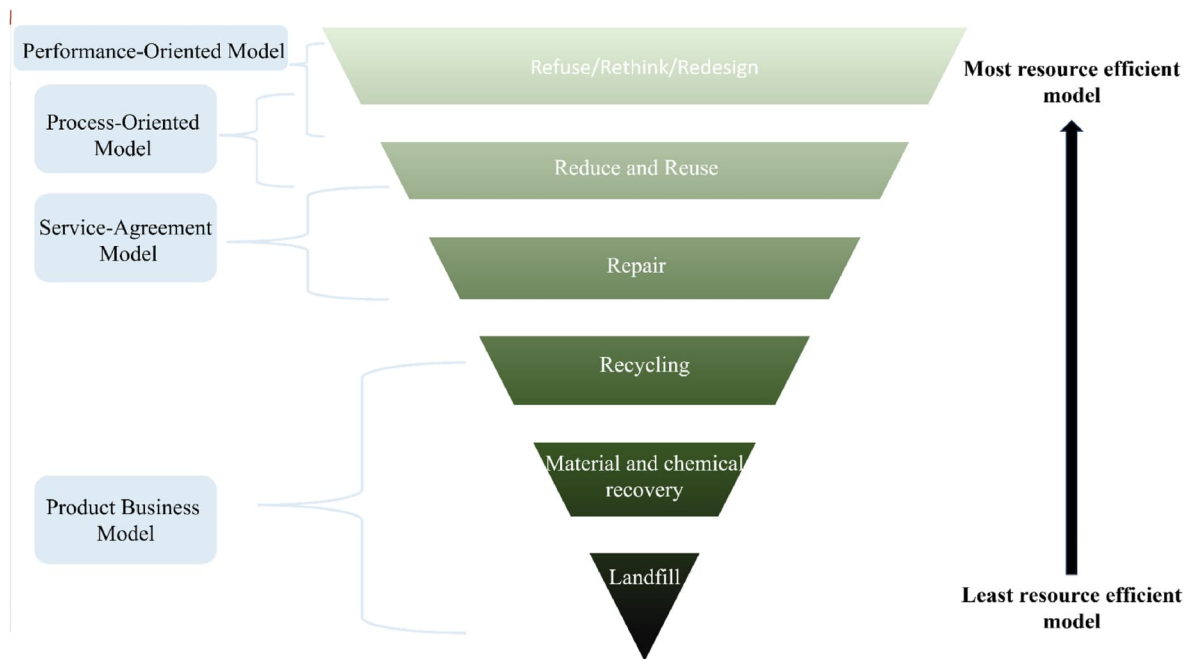 Performance-Oriented Model
Process-Oriented
Model
Service-Agreement
Model
Product Business
Model
Refuse/Rethink/Redesign
Reduce and Reuse
Repair
Recycling
Material and chemical
recovery
Landfill
Most resource efficient
model
Least resource efficient
model